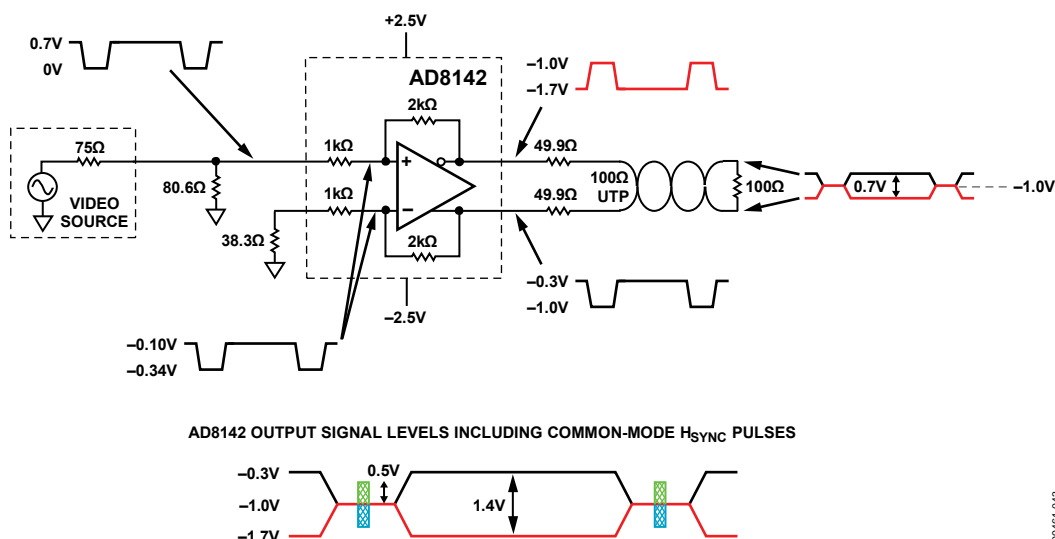 +2.5V
0.7V
0V
AD8142
–1.0V
–1.7V
2kΩ
75Ω
1kΩ
49.9Ω
80.6Ω
100Ω
UTP
100Ω
0.7V
–1.0V
VIDEO
SOURCE
1kΩ
49.9Ω
38.3Ω
2kΩ
–2.5V
–0.3V
–1.0V
–0.10V
–0.34V
AD8142 OUTPUT SIGNAL LEVELS INCLUDING COMMON-MODE HSYNC PULSES
–0.3V
0.5V
–1.0V
1.4V
–1.7V